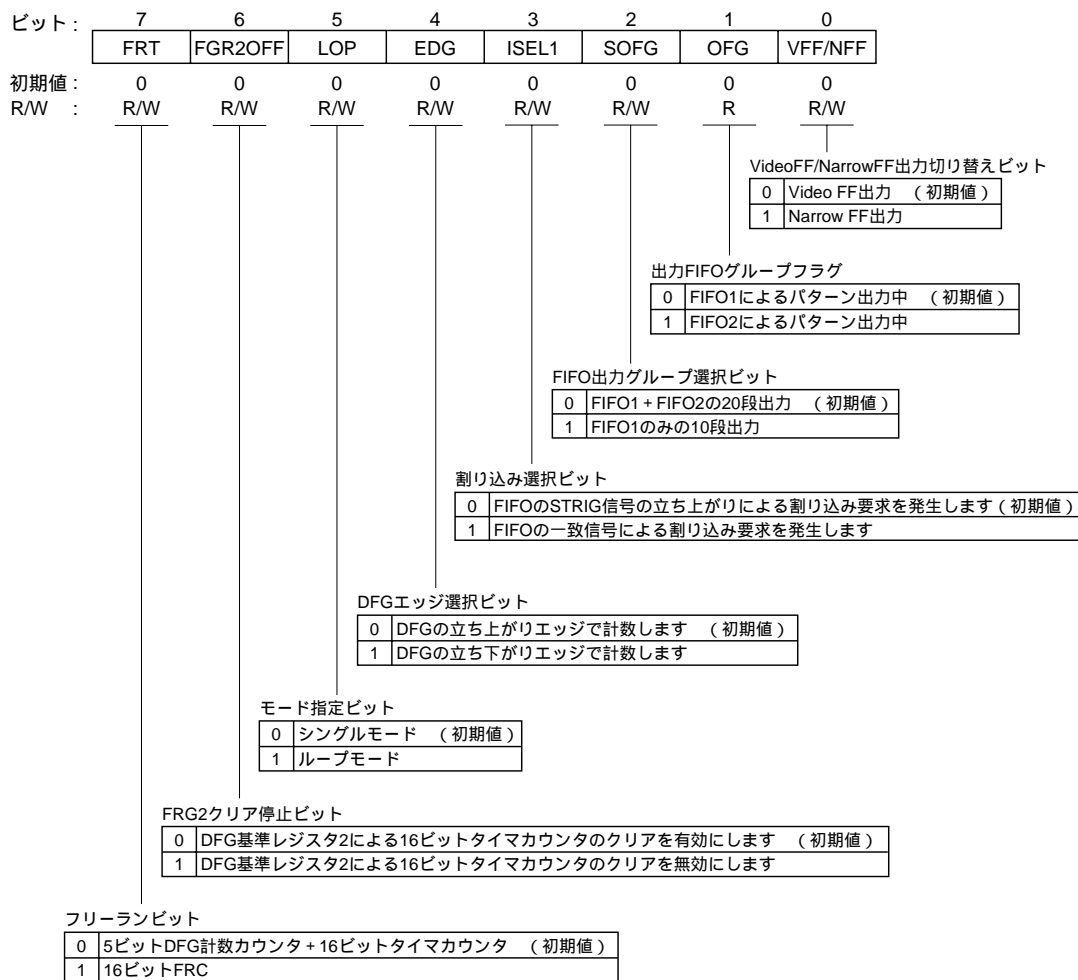 ビット： 7 6 5 4 3 2 1 0
FRT FGR2OFF LOP EDG ISEL1 SOFG OFG VFF/NFF
初期値： 0 0 0 0 0 0 0 0
R/W ： R/W R/W R/W R/W R/W R/W R R/W
VideoFF/NarrowFF出力切り替えビット
0 Video FF出力 （初期値）
1 Narrow FF出力
出力FIFOグループフラグ
0 FIFO1によるパターン出力中 （初期値）
1 FIFO2によるパターン出力中
FIFO出力グループ選択ビット
0 FIFO1＋FIFO2の20段出力 （初期値）
1 FIFO1のみの10段出力
割り込み選択ビット
0 FIFOのSTRIG信号の立ち上がりによる割り込み要求を発生します（初期値）
1 FIFOの一致信号による割り込み要求を発生します
DFGエッジ選択ビット
0 DFGの立ち上がりエッジで計数します （初期値）
1 DFGの立ち下がりエッジで計数します
モード指定ビット
0 シングルモード （初期値）
1 ループモード
FRG2クリア停止ビット
0 DFG基準レジスタ2による16ビットタイマカウンタのクリアを有効にします （初期値）
1 DFG基準レジスタ2による16ビットタイマカウンタのクリアを無効にします
フリーランビット
0 5ビットDFG計数カウンタ＋16ビットタイマカウンタ （初期値）
1 16ビットFRC